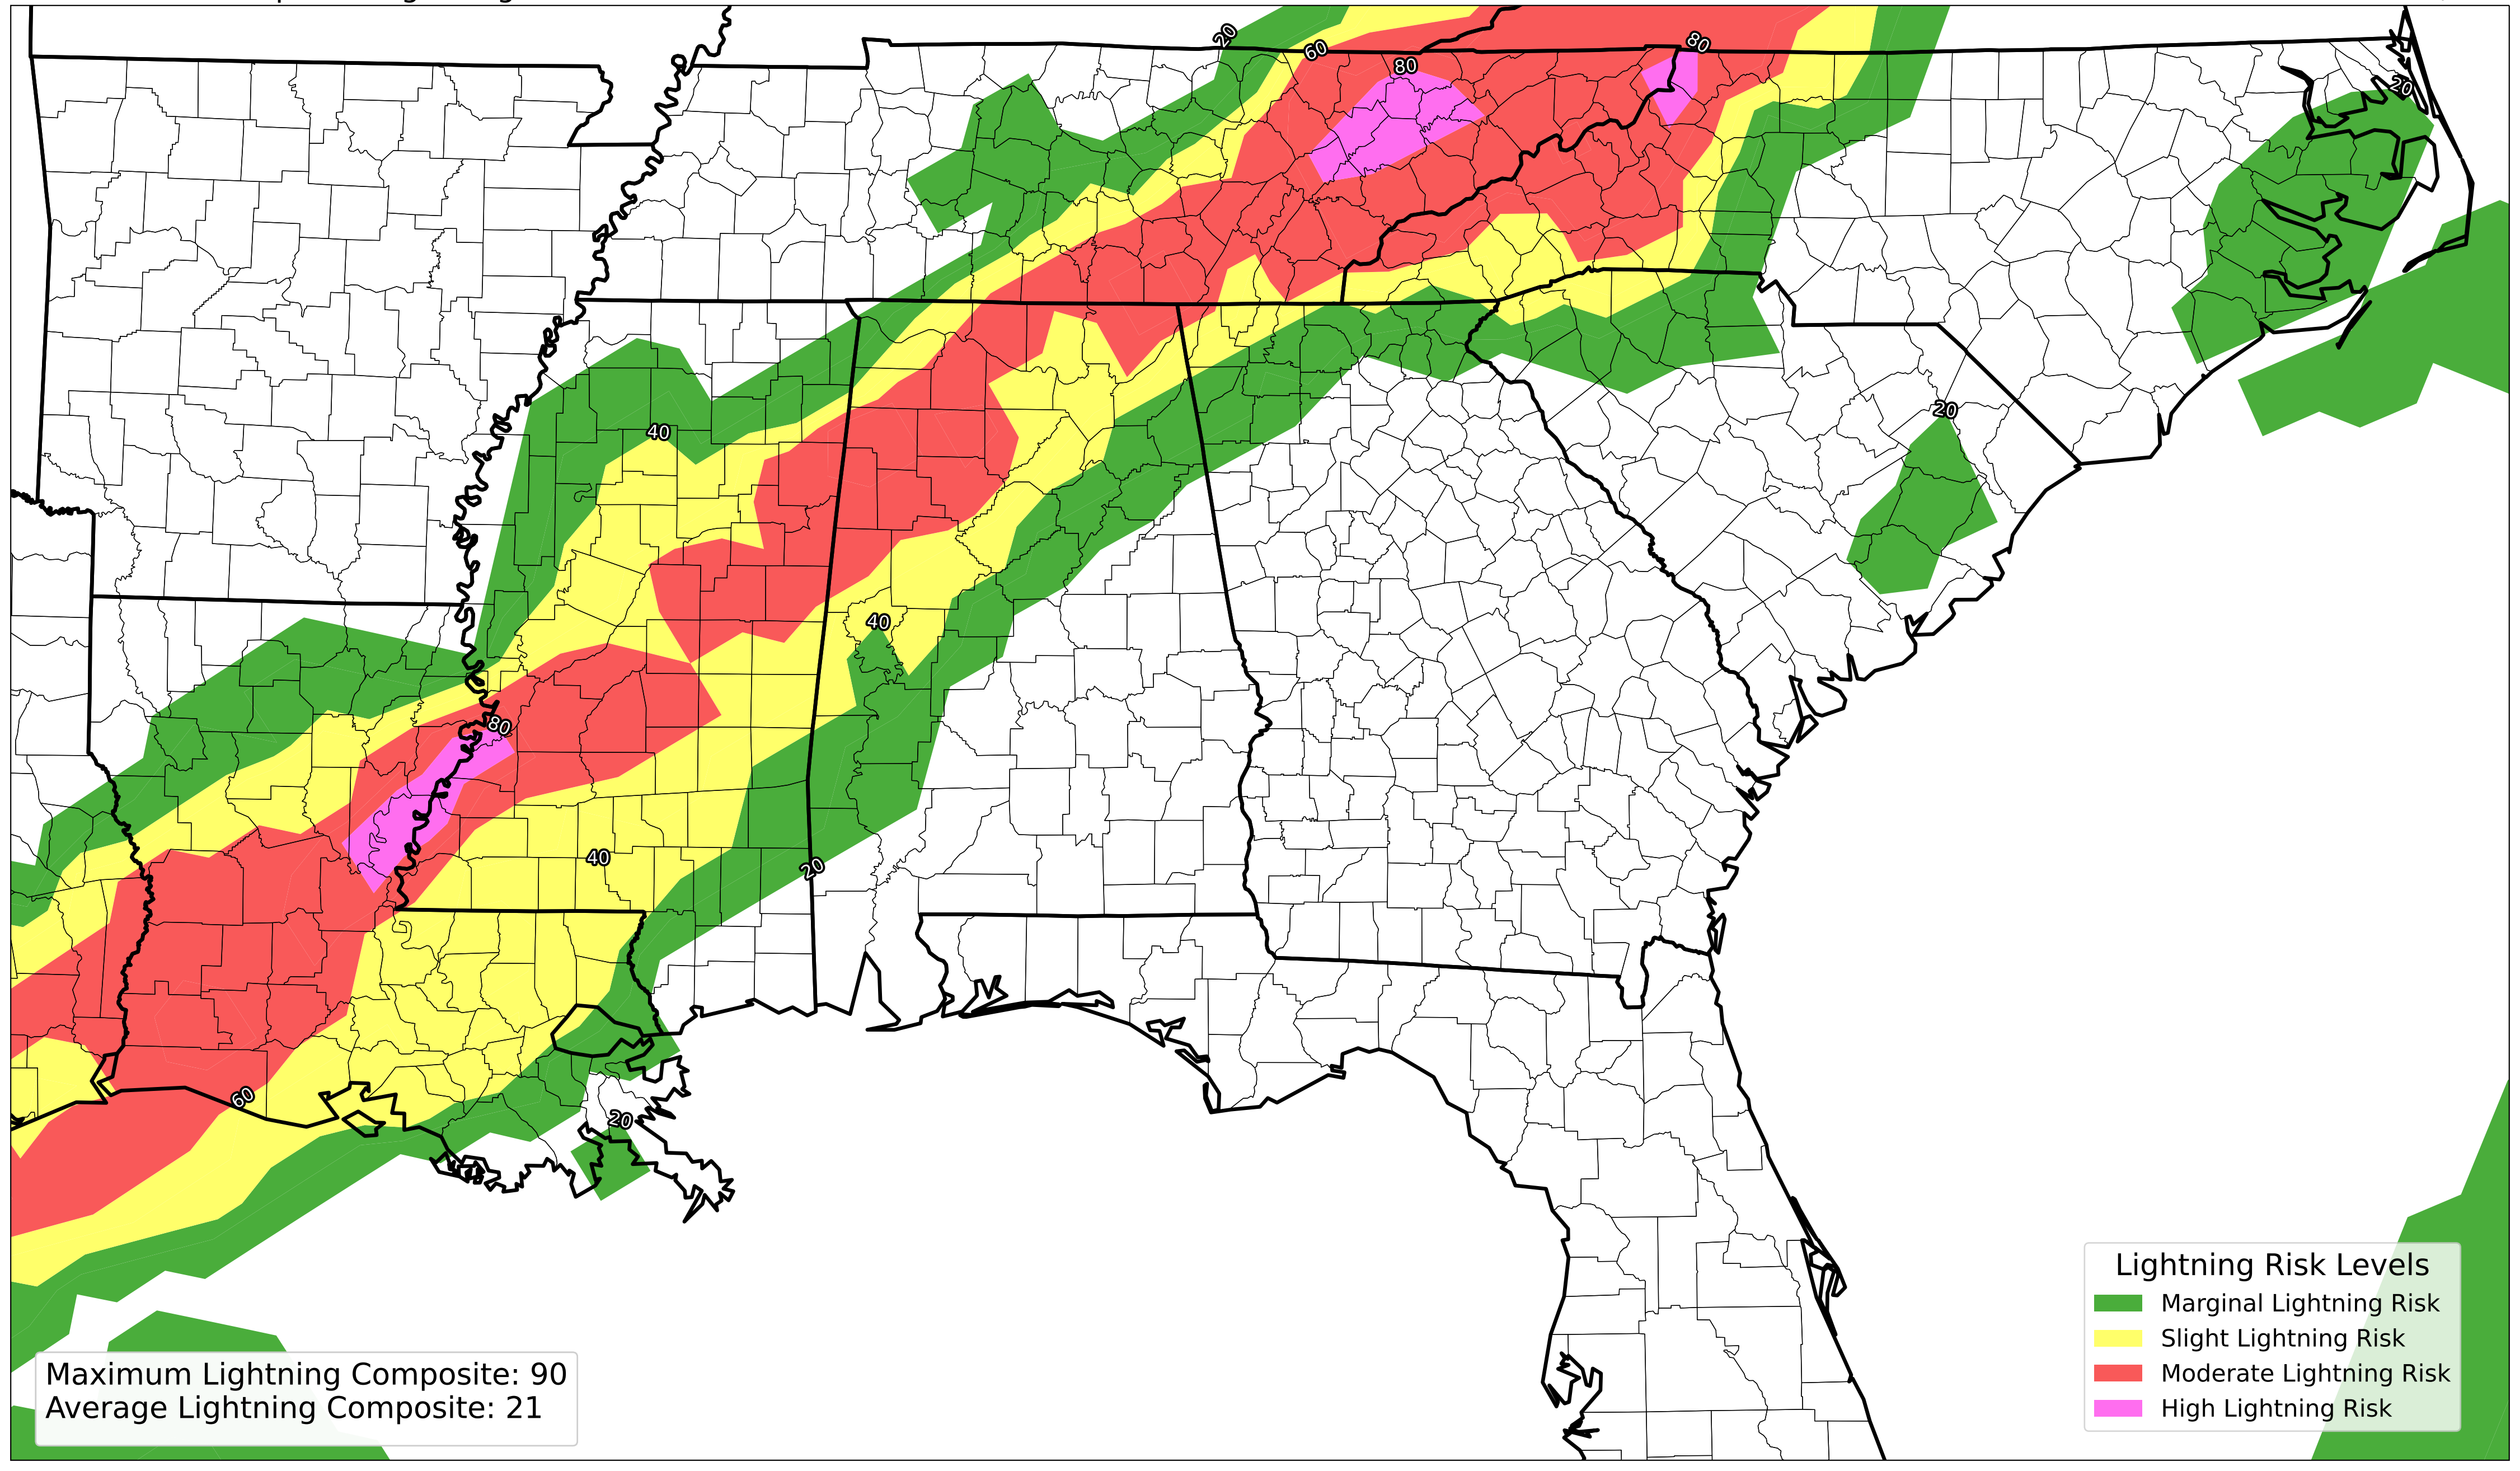 20
60
80
80
20
40
20
40
80
40
20
60
20
Lightning Risk Levels
Marginal Lightning Risk
Slight Lightning Risk
Moderate Lightning Risk
High Lightning Risk
Maximum Lightning Composite: 90
Average Lightning Composite: 21